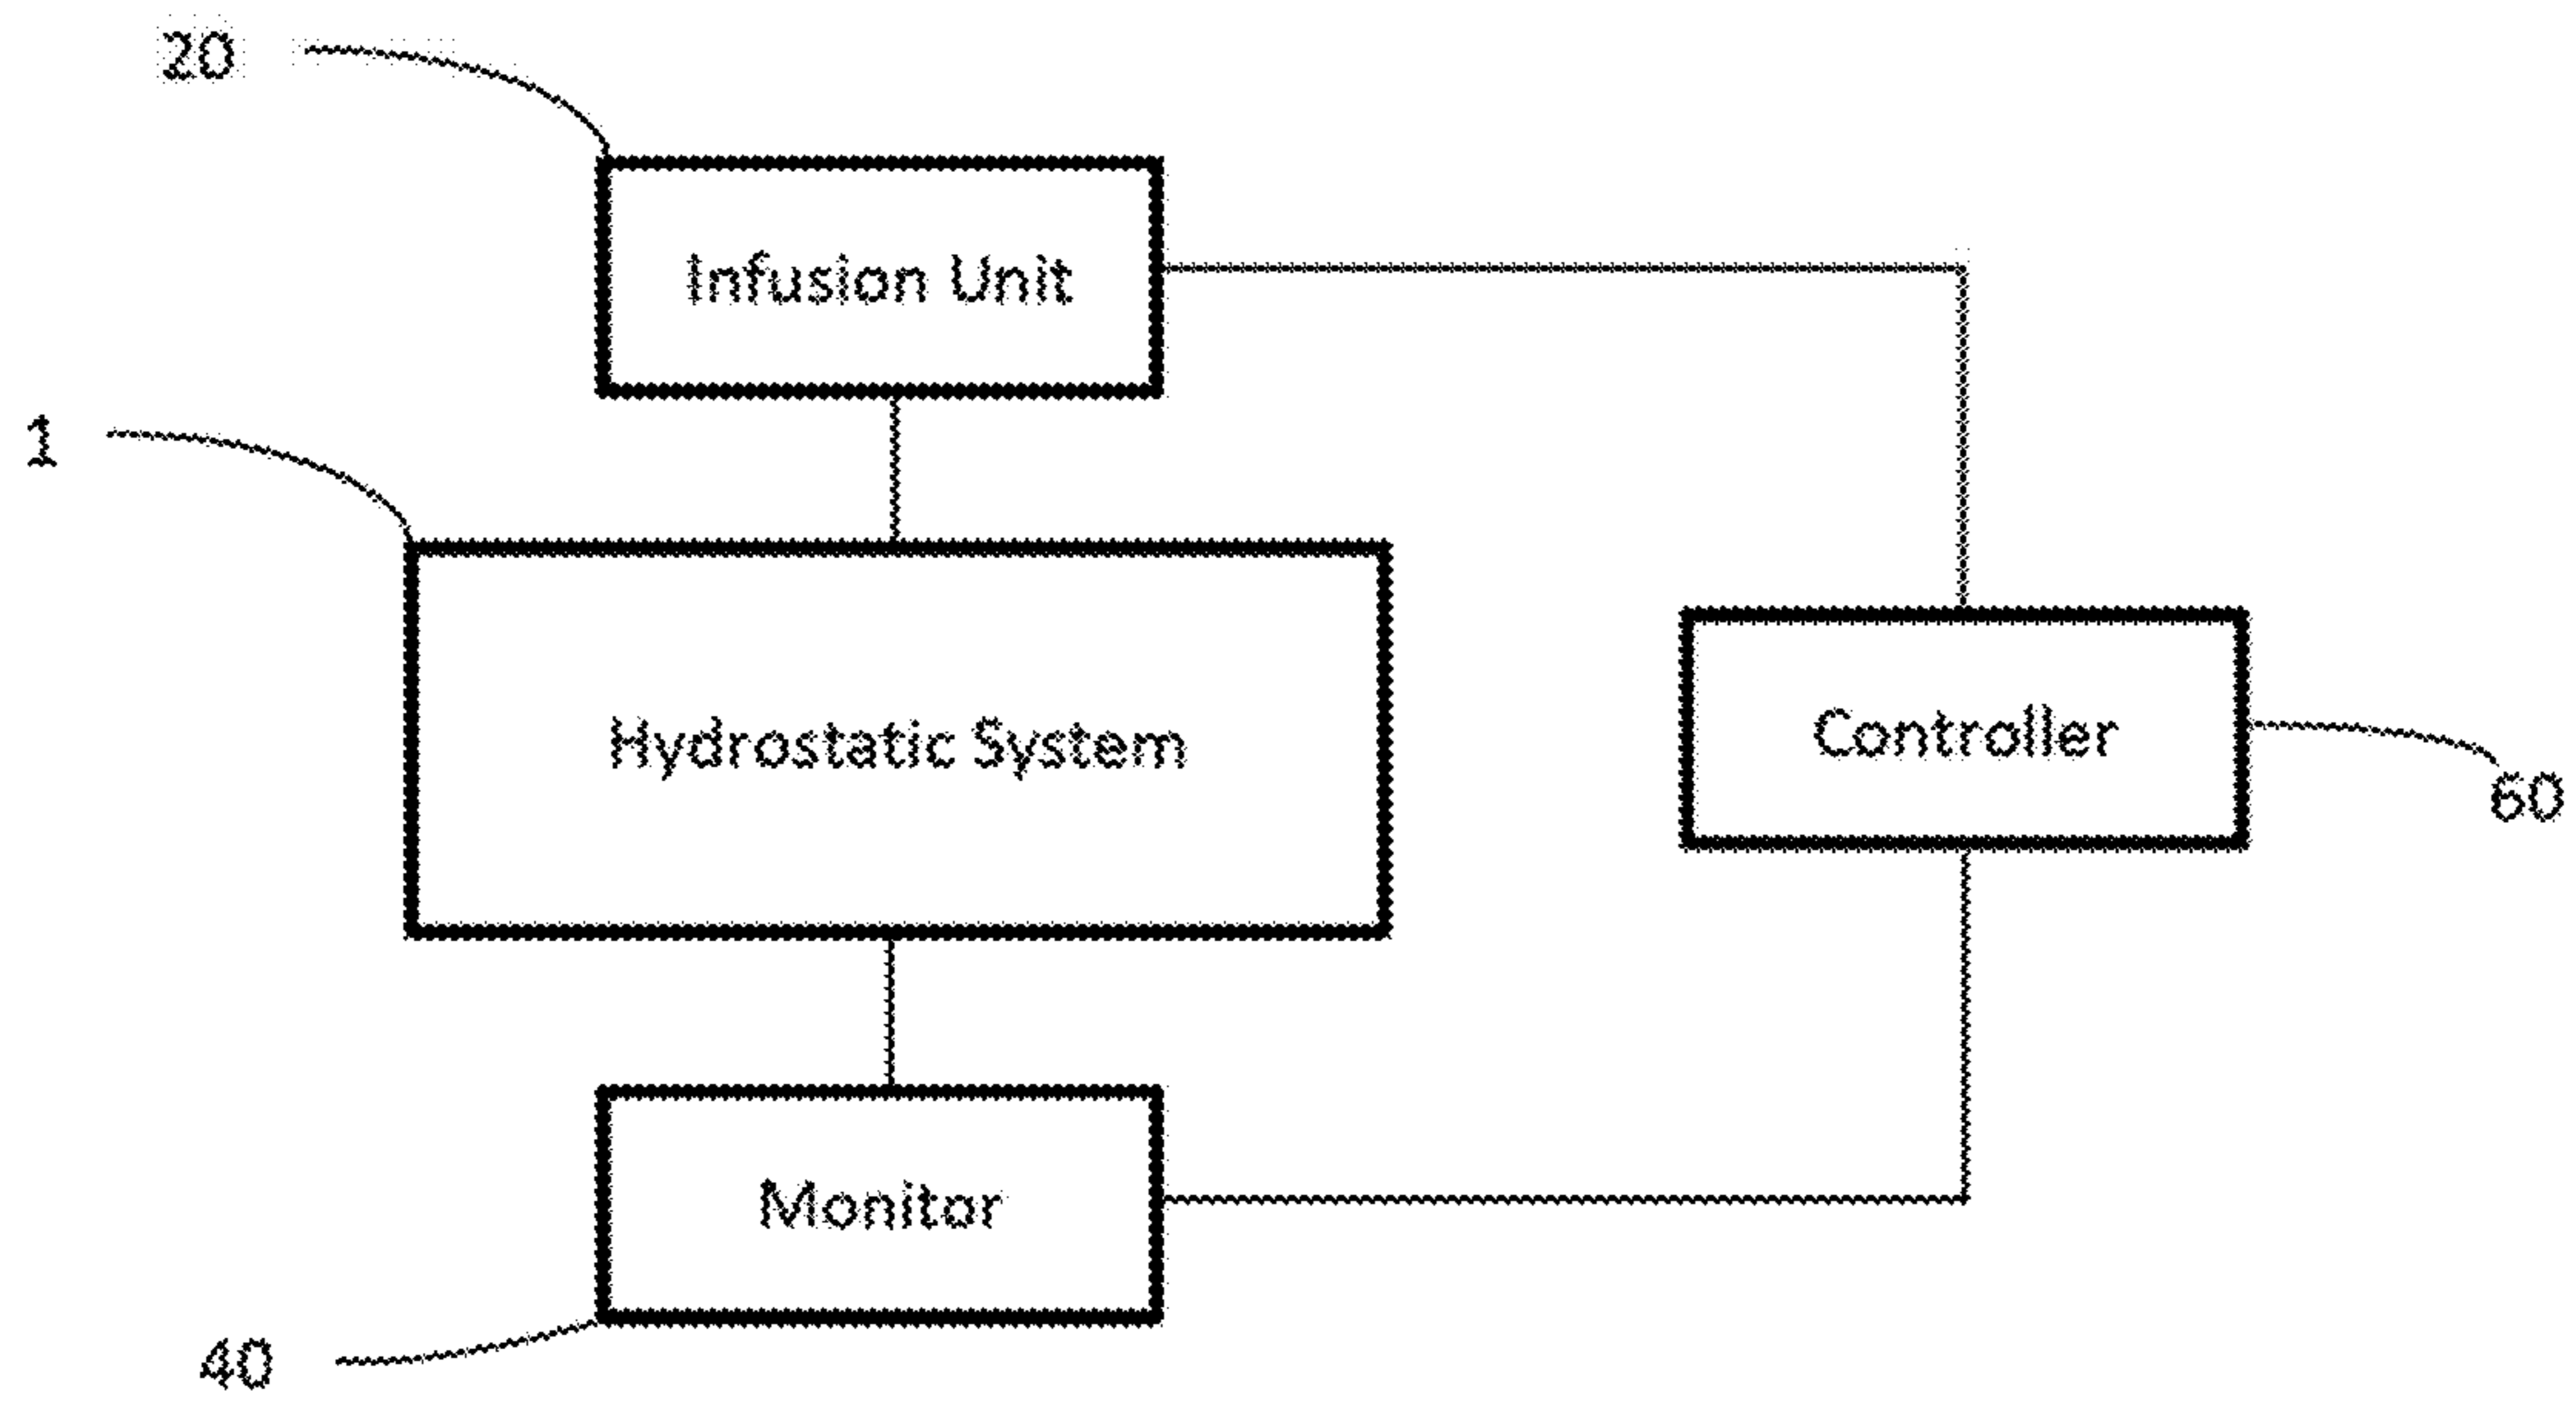 20
Infusion Unit
1
Hydrostatic System
Controller
60
Monitor
40